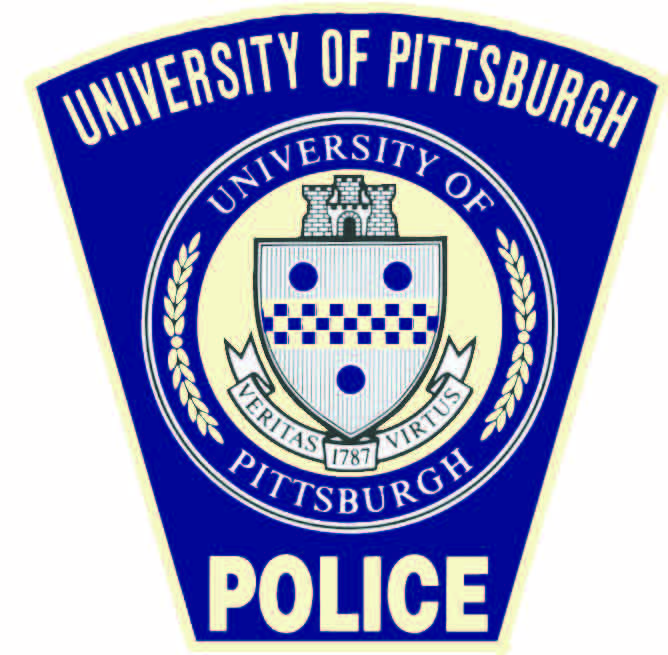 UNIVERSITY OF PITTSBURGH
UNIVERSITY OF
VERITAS
1787
VIRTUS
PITTSBURGH
POLICE